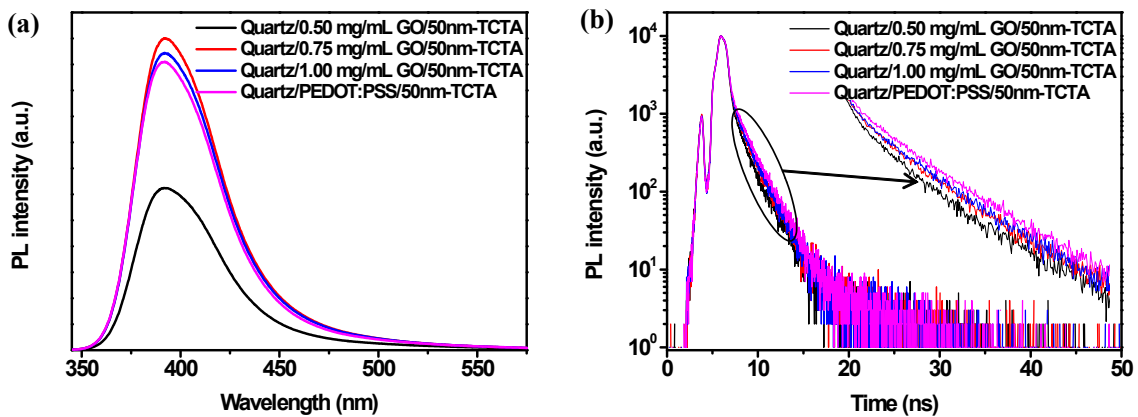 (a)
Quartz/0.50 mg/mL GO/50nm-TCTA
Quartz/0.75 mg/mL GO/50nm-TCTA
Quartz/1.00 mg/mL GO/50nm-TCTA
Quartz/PEDOT:PSS/50nm-TCTA
PL intensity (a.u.)
350 400 450 500 550
Wavelength (nm)
(b)
Quartz/0.50 mg/mL GO/50nm-TCTA
Quartz/0.75 mg/mL GO/50nm-TCTA
Quartz/1.00 mg/mL GO/50nm-TCTA
Quartz/PEDOT:PSS/50nm-TCTA
PL intensity (a.u.)
10⁴
10³
10²
10¹
10⁰
0 10 20 30 40 50
Time (ns)